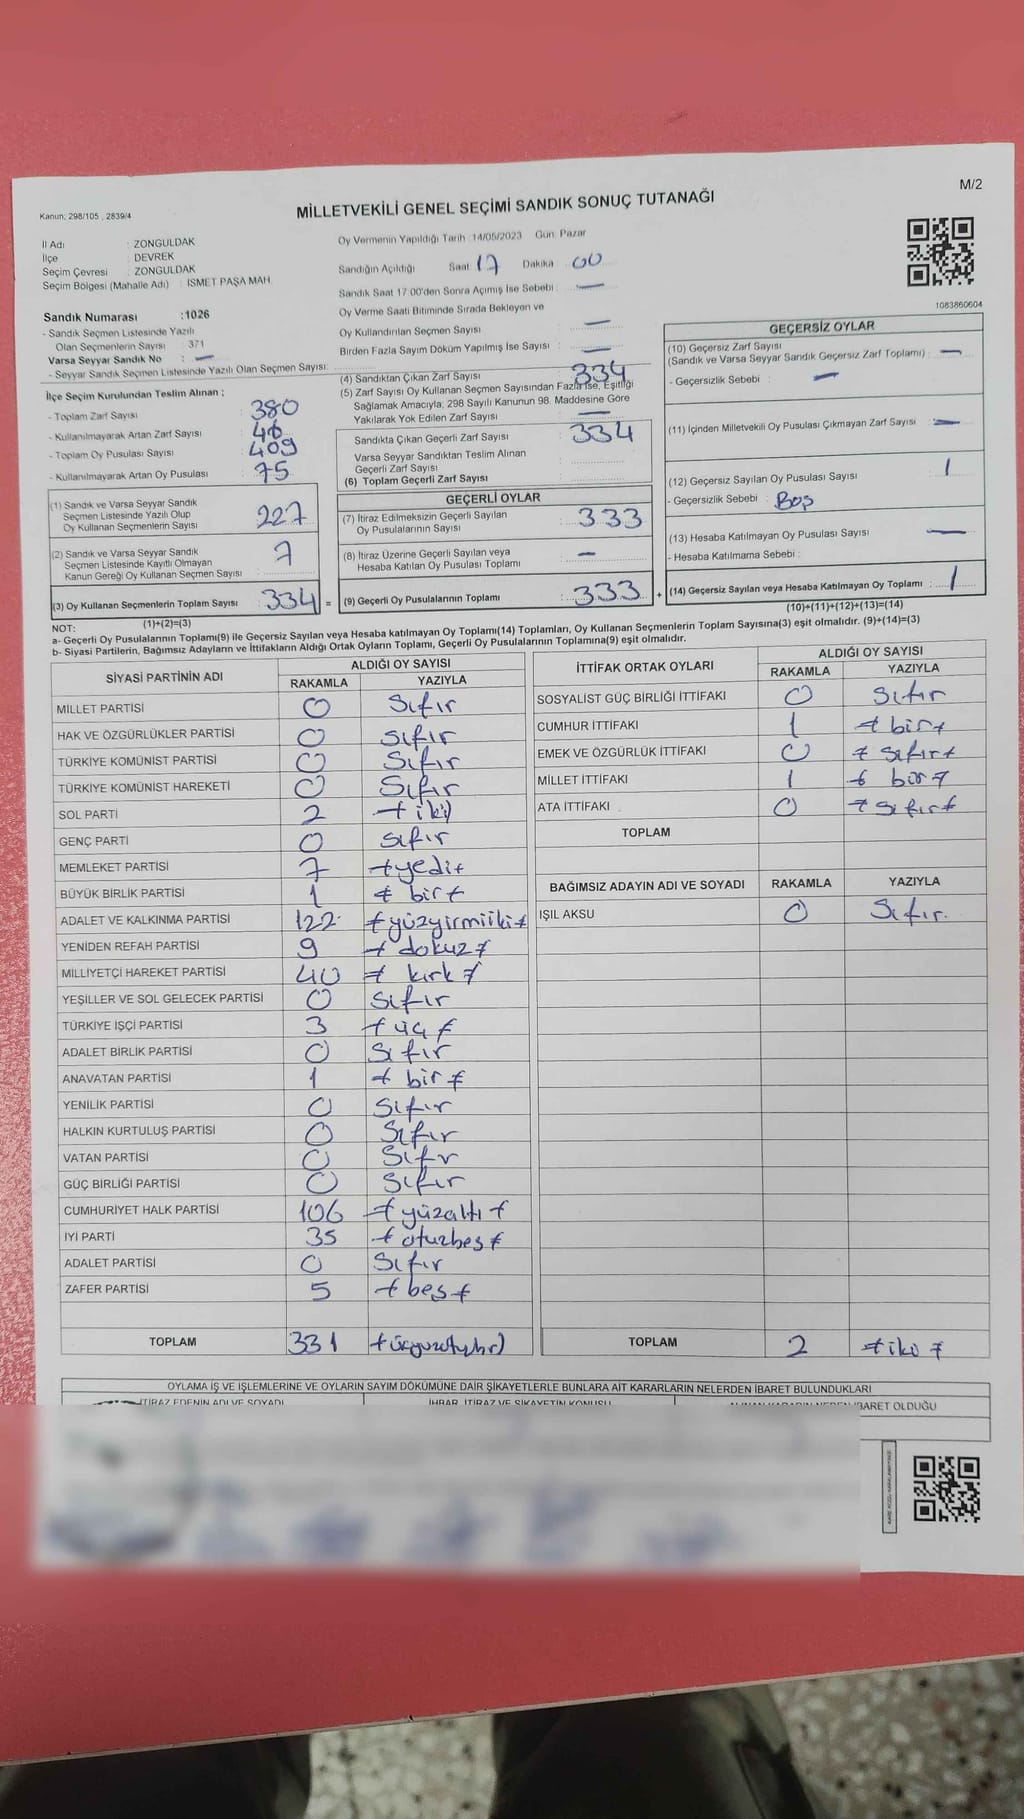 M/2
Kanun; 298/105 , 2839/4
MİLLETVEKİLİ GENEL SEÇİMİ SANDIK SONUÇ TUTANAĞI
İl Adı : ZONGULDAK
İlçe : DEVREK
Seçim Çevresi : ZONGULDAK
Seçim Bölgesi (Mahalle Adı) : İSMET PAŞA MAH
Sandık Numarası :1026
- Sandık Seçmen Listesinde Yazılı
Olan Seçmenlerin Sayısı : 371
Varsa Seyyar Sandık No : —
- Seyyar Sandık Seçmen Listesinde Yazılı Olan Seçmen Sayısı:
Oy Vermenin Yapıldığı Tarih :14/05/2023 Gün: Pazar
Sandığın Açıldığı Saat 17 Dakika 00
Sandık Saat 17:00'den Sonra Açımış İse Sebebi : —
Oy Verme Saati Bitiminde Sırada Bekleyen ve
Oy Kullandırılan Seçmen Sayısı : —
Birden Fazla Sayım Döküm Yapılmış İse Sayısı : —
İlçe Seçim Kurulundan Teslim Alınan ;
- Toplam Zarf Sayısı : 380
- Kullanılmayarak Artan Zarf Sayısı : 46
- Toplam Oy Pusulası Sayısı : 409
- Kullanılmayarak Artan Oy Pusulası : 75
(1) Sandık ve Varsa Seyyar Sandık
Seçmen Listesinde Yazılı Olup
Oy Kullanan Seçmenlerin Sayısı : 227
(2) Sandık ve Varsa Seyyar Sandık
Seçmen Listesinde Kayıtlı Olmayan
Kanun Gereği Oy Kullanan Seçmen Sayısı : 7
(3) Oy Kullanan Seçmenlerin Toplam Sayısı : 334 =
(1)+(2)=(3)
(4) Sandıktan Çıkan Zarf Sayısı : 334
(5) Zarf Sayısı Oy Kullanan Seçmen Sayısından Fazla İse, Eşitliği
Sağlamak Amacıyla, 298 Sayılı Kanunun 98. Maddesine Göre
Yakılarak Yok Edilen Zarf Sayısı : —
Sandıkta Çıkan Geçerli Zarf Sayısı : 334
Varsa Seyyar Sandıktan Teslim Alınan
Geçerli Zarf Sayısı :
(6) Toplam Geçerli Zarf Sayısı :
GEÇERLİ OYLAR
(7) İtiraz Edilmeksizin Geçerli Sayılan
Oy Pusulalarının Sayısı : 333
(8) İtiraz Üzerine Geçerli Sayılan veya
Hesaba Katılan Oy Pusulası Toplamı : —
(9) Geçerli Oy Pusulalarının Toplamı : 333 +
1063860604
GEÇERSİZ OYLAR
(10) Geçersiz Zarf Sayısı
(Sandık ve Varsa Seyyar Sandık Geçersiz Zarf Toplamı) : —
- Geçersizlik Sebebi : —
(11) İçinden Milletvekili Oy Pusulası Çıkmayan Zarf Sayısı : —
(12) Geçersiz Sayılan Oy Pusulası Sayısı : 1
- Geçersizlik Sebebi : Boş
(13) Hesaba Katılmayan Oy Pusulası Sayısı : —
- Hesaba Katılmama Sebebi :
(14) Geçersiz Sayılan veya Hesaba Katılmayan Oy Toplamı : 1
(10)+(11)+(12)+(13)=(14)
NOT:
a- Geçerli Oy Pusulalarının Toplamı(9) ile Geçersiz Sayılan veya Hesaba katılmayan Oy Toplamı(14) Toplamları, Oy Kullanan Seçmenlerin Toplam Sayısına(3) eşit olmalıdır. (9)+(14)=(3)
b- Siyasi Partilerin, Bağımsız Adayların ve İttifakların Aldığı Ortak Oyların Toplamı, Geçerli Oy Pusulalarının Toplamına(9) eşit olmalıdır.
SİYASİ PARTİNİN ADI ALDIĞI OY SAYISI
RAKAMLA YAZIYLA
MİLLET PARTİSİ 0 Sıfır
HAK VE ÖZGÜRLÜKLER PARTİSİ 0 Sıfır
TÜRKİYE KOMÜNİST PARTİSİ 0 Sıfır
TÜRKİYE KOMÜNİST HAREKETİ 0 Sıfır
SOL PARTİ 2 iki
GENÇ PARTİ 0 sıfır
MEMLEKET PARTİSİ 7 yedi
BÜYÜK BİRLİK PARTİSİ 1 bir
ADALET VE KALKINMA PARTİSİ 122 yüzyirmiiki
YENİDEN REFAH PARTİSİ 9 dokuz
MİLLİYETÇİ HAREKET PARTİSİ 40 kırk
YEŞİLLER VE SOL GELECEK PARTİSİ 0 Sıfır
TÜRKİYE İŞÇİ PARTİSİ 3 üç
ADALET BİRLİK PARTİSİ 0 Sıfır
ANAVATAN PARTİSİ 1 bir
YENİLİK PARTİSİ 0 Sıfır
HALKIN KURTULUŞ PARTİSİ 0 Sıfır
VATAN PARTİSİ 0 Sıfır
GÜÇ BİRLİĞİ PARTİSİ 0 Sıfır
CUMHURİYET HALK PARTİSİ 106 yüzaltı
İYİ PARTİ 35 otuzbeş
ADALET PARTİSİ 0 Sıfır
ZAFER PARTİSİ 5 beş
TOPLAM 331
İTTİFAK ORTAK OYLARI ALDIĞI OY SAYISI
RAKAMLA YAZIYLA
SOSYALİST GÜÇ BİRLİĞİ İTTİFAKI 0 Sıfır
CUMHUR İTTİFAKI 1 bir
EMEK VE ÖZGÜRLÜK İTTİFAKI 0 Sıfır
MİLLET İTTİFAKI 1 bir
ATA İTTİFAKI 0 sıfır
TOPLAM
BAĞIMSIZ ADAYIN ADI VE SOYADI RAKAMLA YAZIYLA
IŞIL AKSU 0 Sıfır.
TOPLAM 2 iki
OYLAMA İŞ VE İŞLEMLERİNE VE OYLARIN SAYIM DÖKÜMÜNE DAİR ŞİKAYETLERLE BUNLARA AİT KARARLARIN NELERDEN İBARET BULUNDUKLARI
İTİRAZ EDENİN ADI VE SOYADI İHBAR, İTİRAZ VE ŞİKAYETİN KONUSU ALINAN KARARIN NEDEN İBARET OLDUĞU